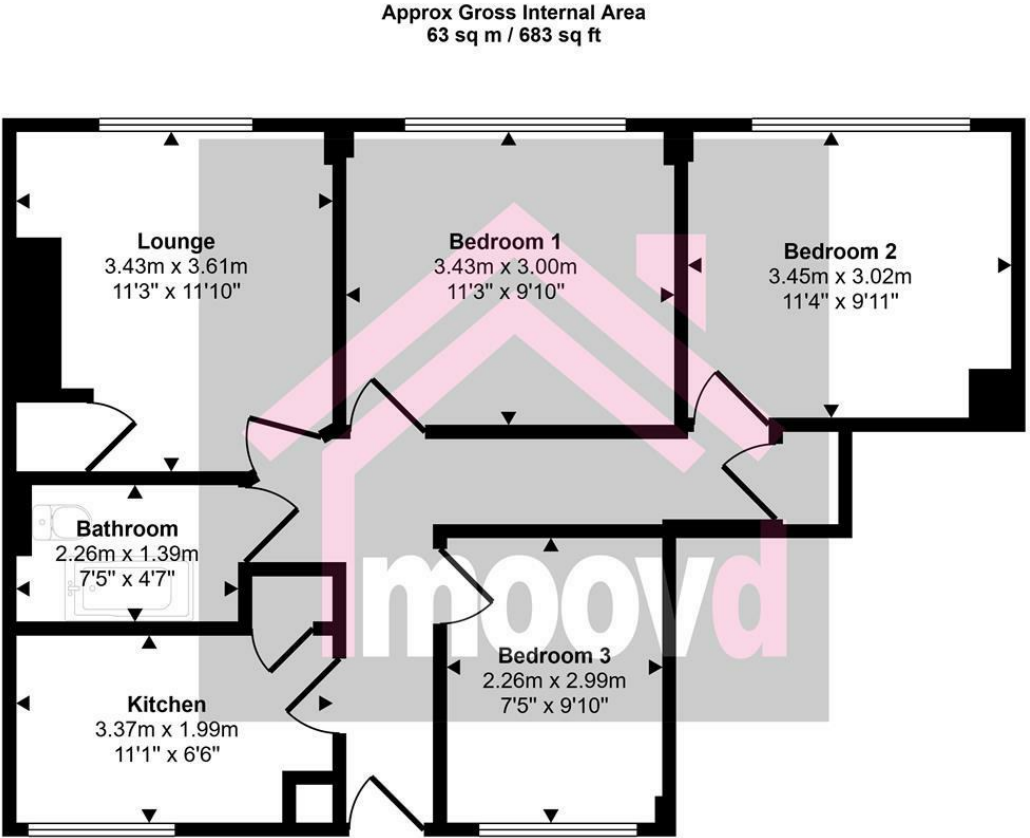 Approx Gross Internal Area
63 sq m / 683 sq ft
Lounge
3.43m x 3.61m
11'3" x 11'10"
Bedroom 1
3.43m x 3.00m
11'3" x 9'10"
Bedroom 2
3.45m x 3.02m
11'4" x 9'11"
Bathroom
2.26m x 1.39m
7'5" x 4'7"
imoovd
Bedroom 3
2.26m x 2.99m
7'5" x 9'10"
Kitchen
3.37m x 1.99m
11'1" x 6'6"